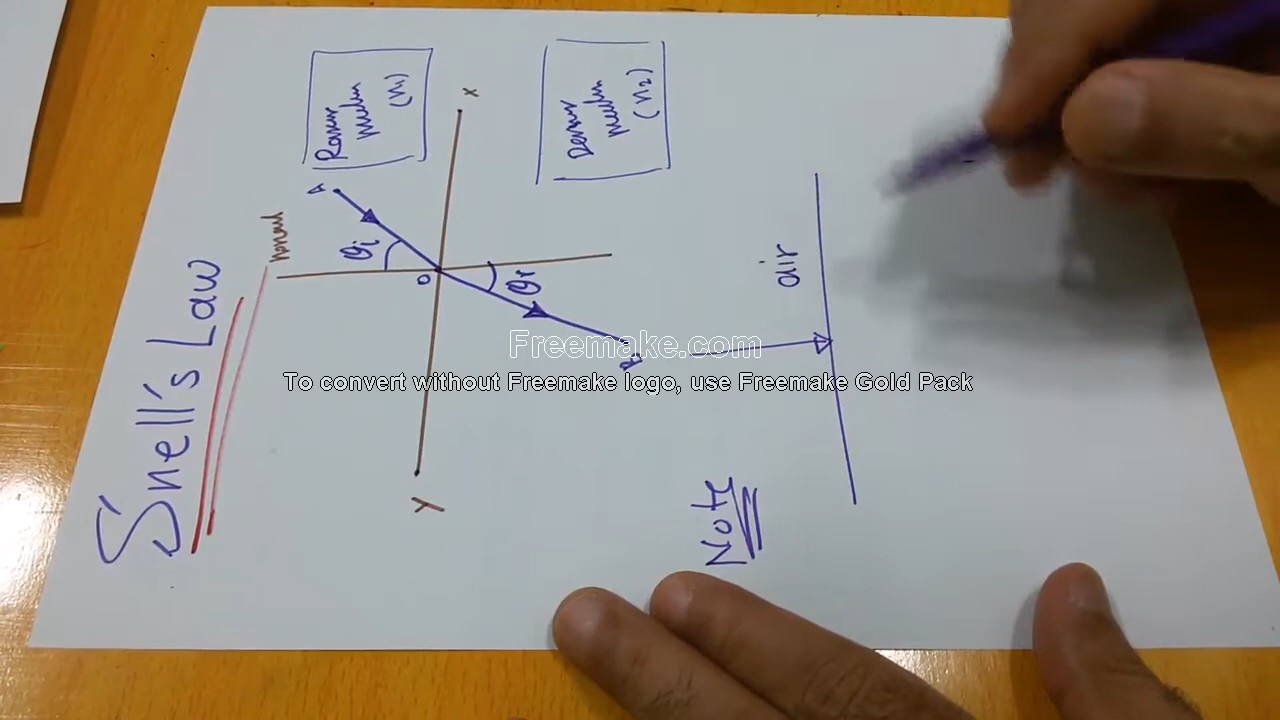 Snell's Law
normal
A
θi
O
θr
B
X
Y
Rarer
medium
(n1)
Denser
medium
(n2)
Note
air
Freemake.com
To convert without Freemake logo, use Freemake Gold Pack